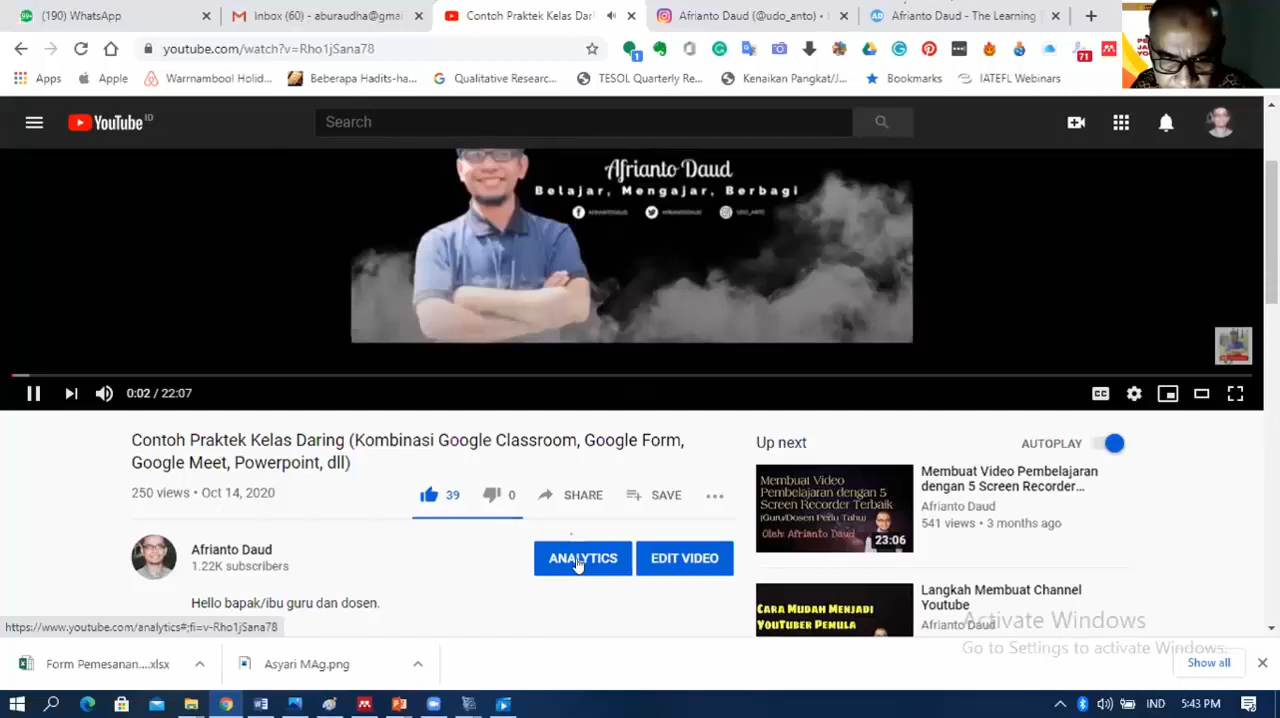 (190) WhatsApp
Inbox (60) - aburaudha@gmai
Contoh Praktek Kelas Dari
Afrianto Daud (@udo_anto) •
Afrianto Daud - The Learning
youtube.com/watch?v=Rho1jSana78
1
71
Apps
Apple
Warrnambool Holid...
Beberapa Hadits-ha...
Qualitative Researc...
TESOL Quarterly Re...
Kenaikan Pangkat/J...
Bookmarks
IATEFL Webinars
YouTube ID
Search
Afrianto Daud
Belajar, Mengajar, Berbagi
UDO_ANTO
0:02 / 22:07
CC
Contoh Praktek Kelas Daring (Kombinasi Google Classroom, Google Form,
Google Meet, Powerpoint, dll)
250 views • Oct 14, 2020
39
0
SHARE
SAVE
Afrianto Daud
1.22K subscribers
ANALYTICS
EDIT VIDEO
Hello bapak/ibu guru dan dosen.
Up next
AUTOPLAY
Membuat Video
Pembelajaran dengan 5
Screen Recorder
Terbaik
(Guru/Dosen Perlu Tahu)
Oleh: Afrianto Daud
23:06
Membuat Video Pembelajaran
dengan 5 Screen Recorder...
Afrianto Daud
541 views • 3 months ago
CARA MUDAH MENJADI
YOUTUBER PEMULA
Langkah Membuat Channel
Youtube
Afrianto Daud
Activate Windows
Go to Settings to activate Windows.
https://www.youtube.com/analytics#;fi=v-Rho1jSana78
Form Pemesanan....xlsx
Asyari MAg.png
Show all
IND
5:43 PM